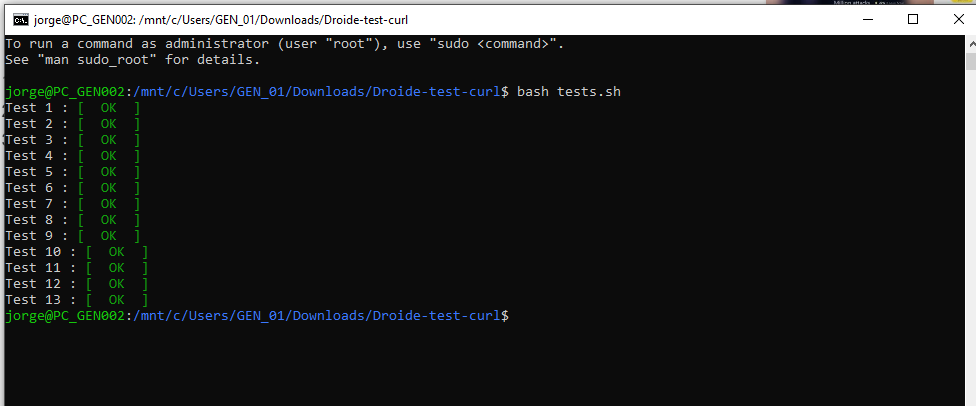 Million attacks
jorge@PC_GEN002: /mnt/c/Users/GEN_01/Downloads/Droide-test-curl
To run a command as administrator (user "root"), use "sudo <command>".
See "man sudo_root" for details.
jorge@PC_GEN002:/mnt/c/Users/GEN_01/Downloads/Droide-test-curl$ bash tests.sh
Test 1 : [  OK  ]
Test 2 : [  OK  ]
Test 3 : [  OK  ]
Test 4 : [  OK  ]
Test 5 : [  OK  ]
Test 6 : [  OK  ]
Test 7 : [  OK  ]
Test 8 : [  OK  ]
Test 9 : [  OK  ]
Test 10 : [  OK  ]
Test 11 : [  OK  ]
Test 12 : [  OK  ]
Test 13 : [  OK  ]
jorge@PC_GEN002:/mnt/c/Users/GEN_01/Downloads/Droide-test-curl$